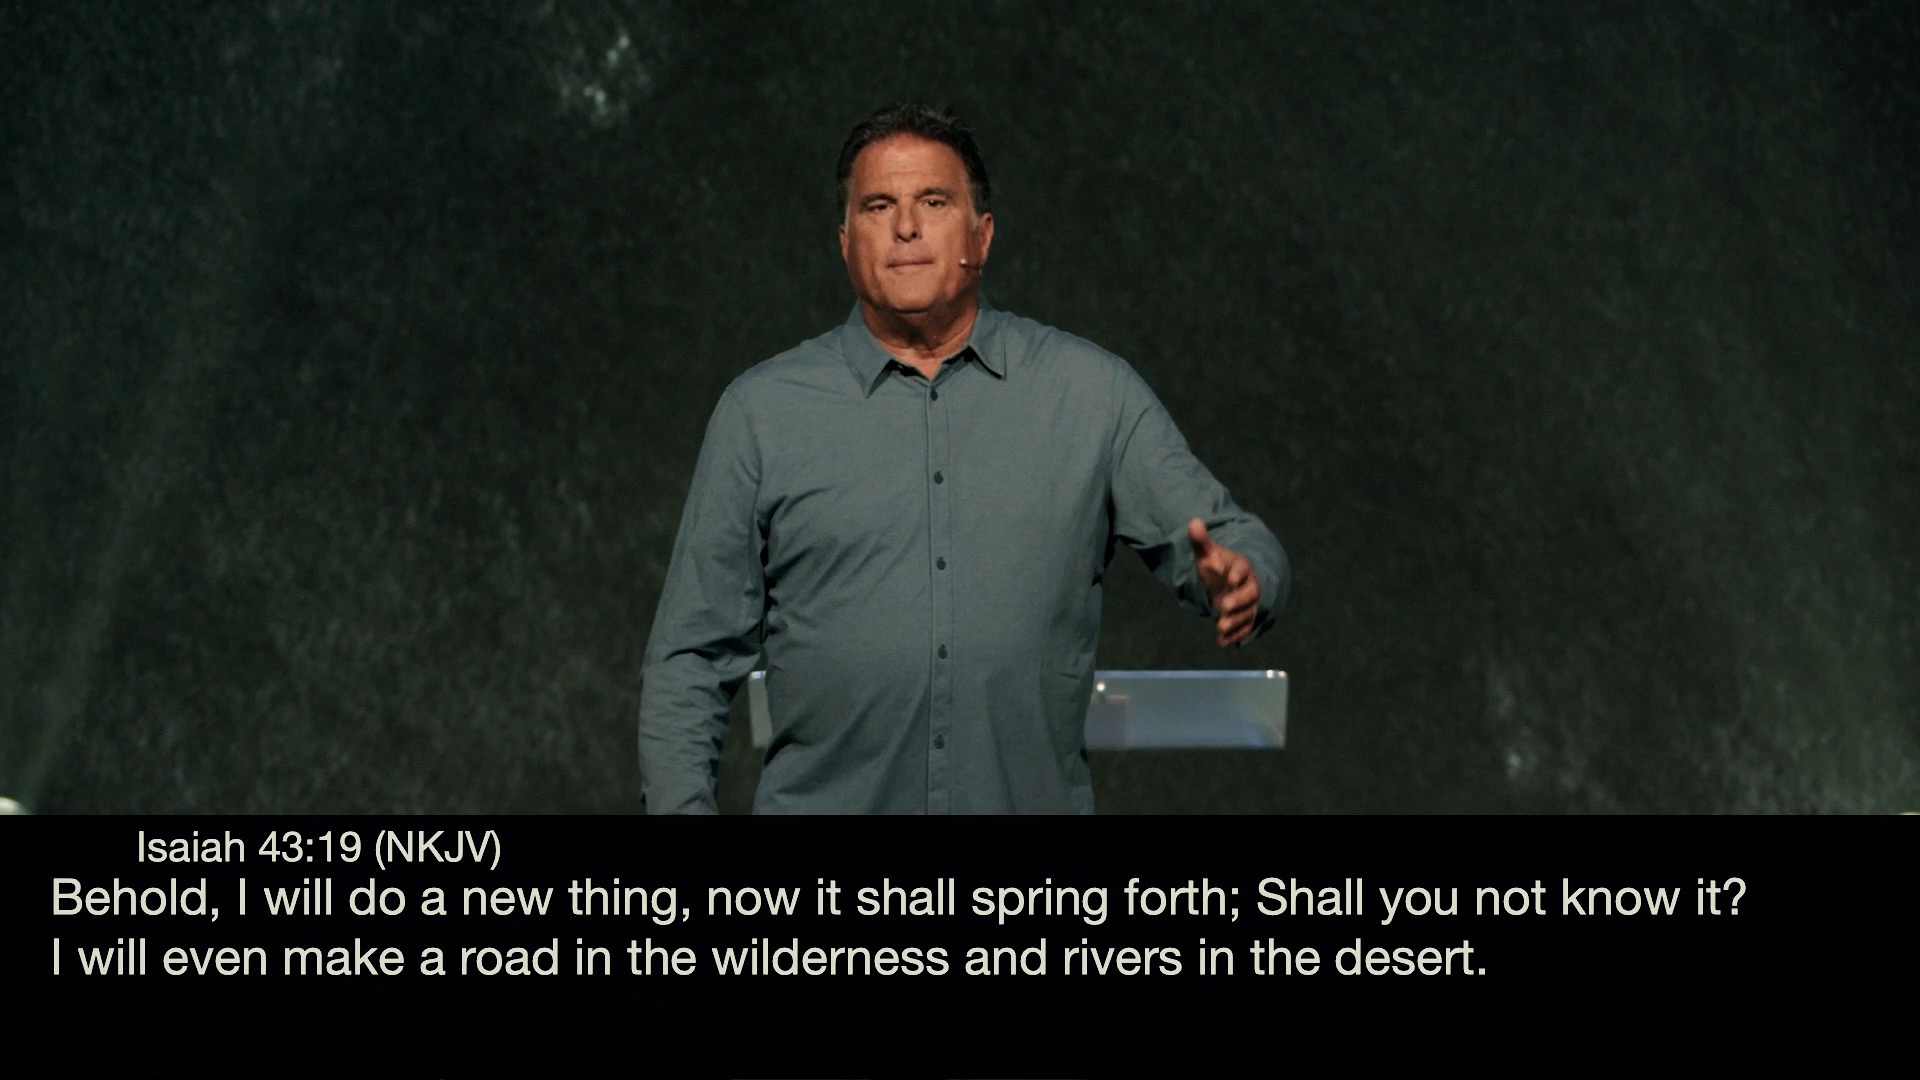 Isaiah 43:19 (NKJV)
Behold, I will do a new thing, now it shall spring forth; Shall you not know it?
I will even make a road in the wilderness and rivers in the desert.